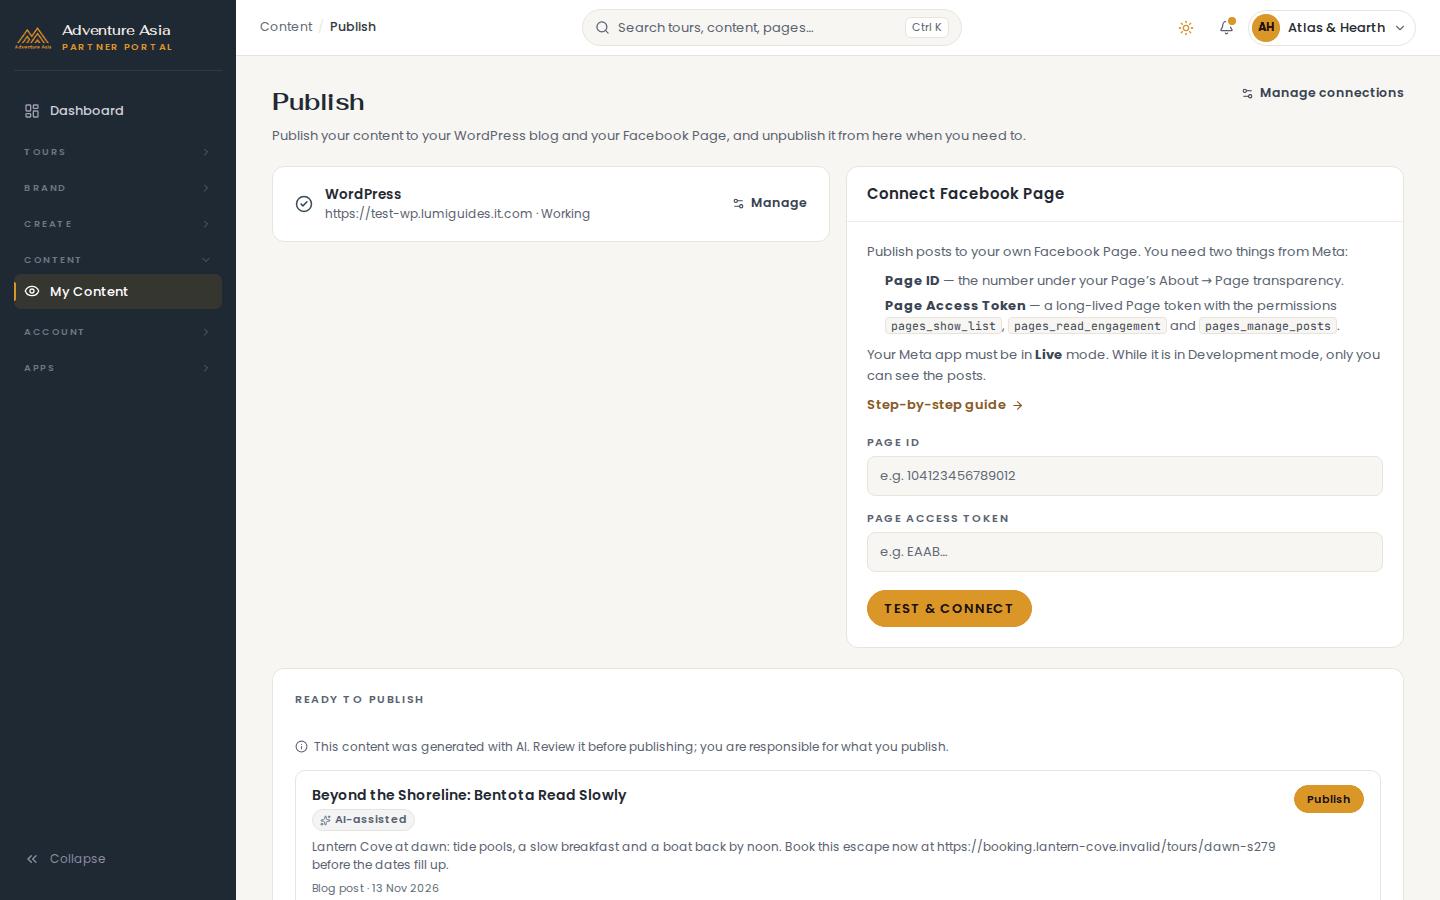 Adventure Asia
Adventure Asia
PARTNER PORTAL
Dashboard
TOURS
BRAND
CREATE
CONTENT
My Content
ACCOUNT
APPS
Collapse
Content / Publish
Search tours, content, pages...
Ctrl K
AH
Atlas & Hearth
Publish
Manage connections
Publish your content to your WordPress blog and your Facebook Page, and unpublish it from here when you need to.
WordPress
https://test-wp.lumiguides.it.com · Working
Manage
Connect Facebook Page
Publish posts to your own Facebook Page. You need two things from Meta:
Page ID — the number under your Page’s About → Page transparency.
Page Access Token — a long-lived Page token with the permissions
pages_show_list, pages_read_engagement and pages_manage_posts.
Your Meta app must be in Live mode. While it is in Development mode, only you
can see the posts.
Step-by-step guide →
PAGE ID
e.g. 104123456789012
PAGE ACCESS TOKEN
e.g. EAAB...
TEST & CONNECT
READY TO PUBLISH
This content was generated with AI. Review it before publishing; you are responsible for what you publish.
Beyond the Shoreline: Bentota Read Slowly
Publish
AI-assisted
Lantern Cove at dawn: tide pools, a slow breakfast and a boat back by noon. Book this escape now at https://booking.lantern-cove.invalid/tours/dawn-s279
before the dates fill up.
Blog post · 13 Nov 2026